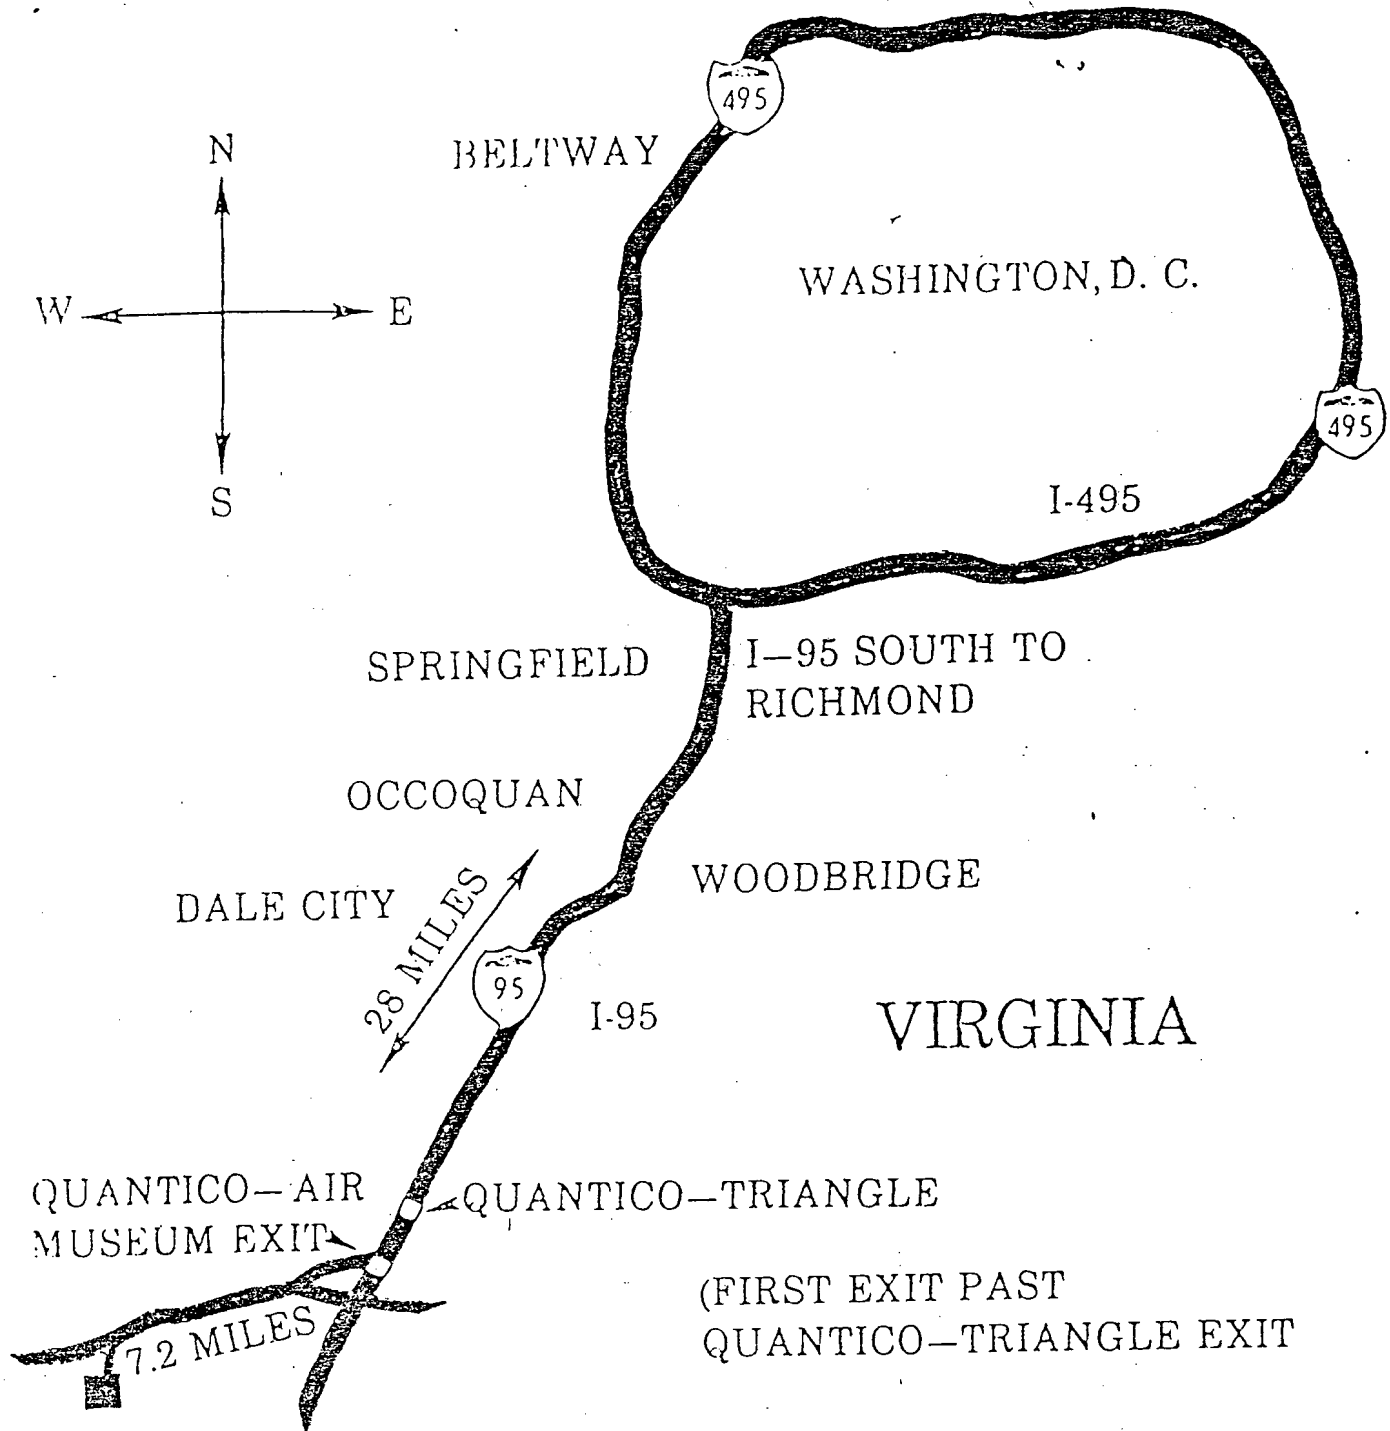 495
N
BELTWAY
WASHINGTON, D. C.
W
E
495
S
I-495
SPRINGFIELD
I–95 SOUTH TO
RICHMOND
OCCOQUAN
WOODBRIDGE
DALE CITY
28 MILES
95
I-95
VIRGINIA
QUANTICO–AIR
MUSEUM EXIT
QUANTICO–TRIANGLE
(FIRST EXIT PAST
QUANTICO–TRIANGLE EXIT
7.2 MILES